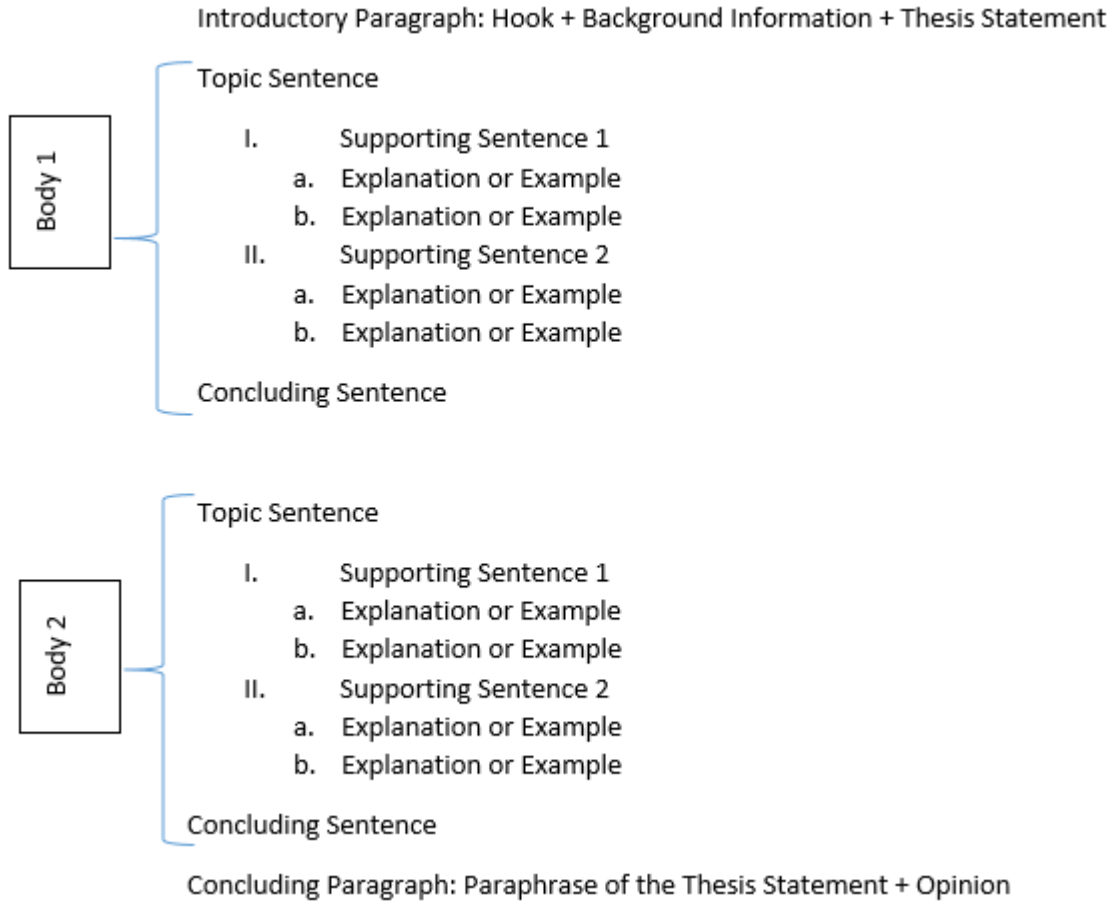 Introductory Paragraph: Hook + Background Information + Thesis Statement
Topic Sentence
I. Supporting Sentence 1
a. Explanation or Example
b. Explanation or Example
II. Supporting Sentence 2
a. Explanation or Example
b. Explanation or Example
Concluding Sentence
Body 1
Topic Sentence
I. Supporting Sentence 1
a. Explanation or Example
b. Explanation or Example
II. Supporting Sentence 2
a. Explanation or Example
b. Explanation or Example
Concluding Sentence
Body 2
Concluding Paragraph: Paraphrase of the Thesis Statement + Opinion